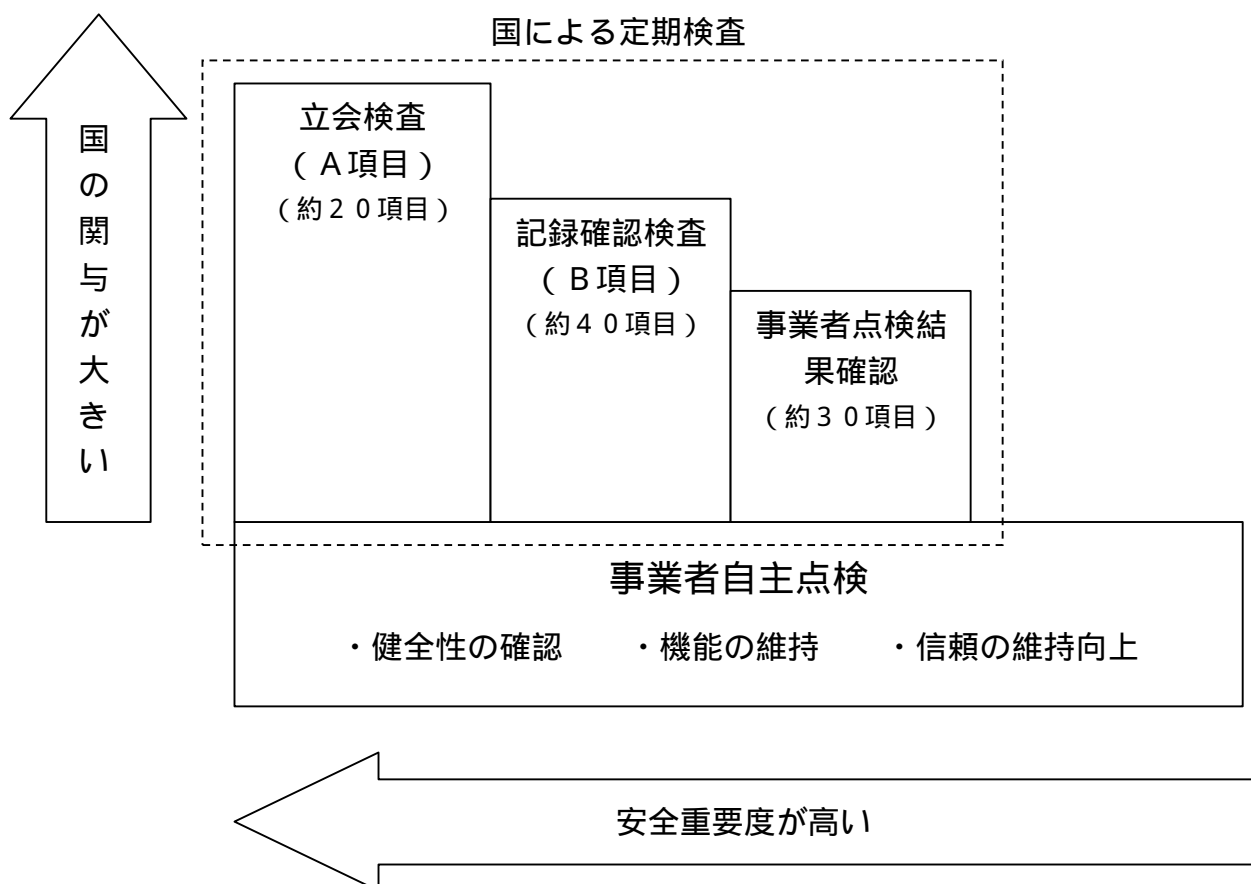 国による定期検査
国の関与が大きい
立会検査
（Ａ項目）
（約２０項目）
記録確認検査
（Ｂ項目）
（約４０項目）
事業者点検結
果確認
（約３０項目）
事業者自主点検
・健全性の確認　・機能の維持　・信頼の維持向上
安全重要度が高い